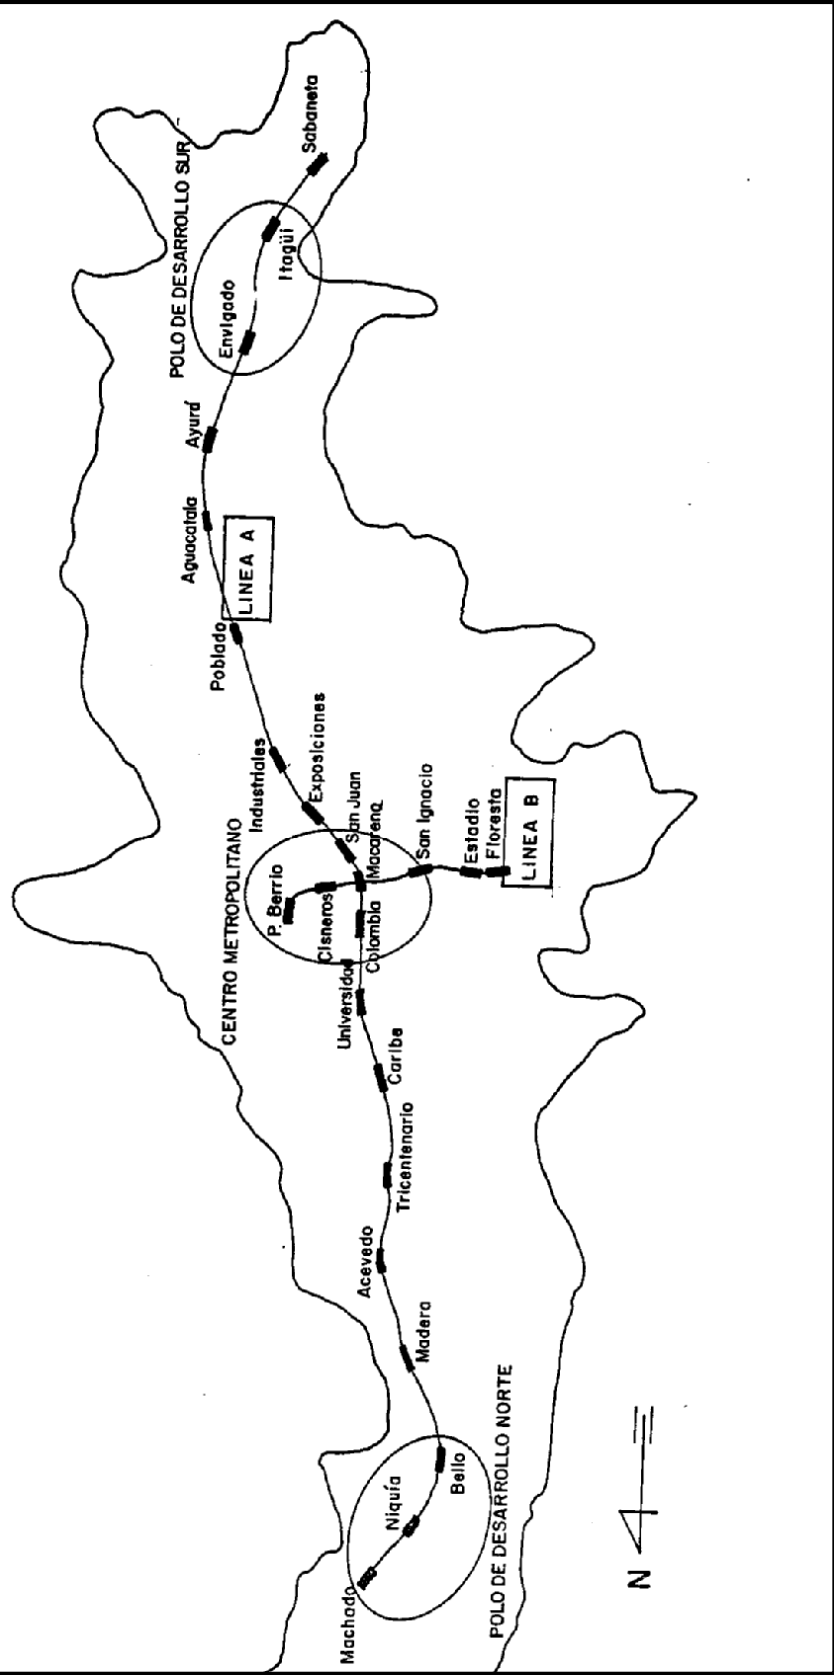 Machado
Niquía
Bello
POLO DE DESARROLLO NORTE
Madera
Acevedo
Tricentenario
Caribe
Universidad
Colombia
Cisneros
P. Berrio
CENTRO METROPOLITANO
Macarena
San Juan
San Ignacio
Estadio
Floresta
LINEA B
Exposiciones
Industriales
Poblado
LINEA A
Aguacatala
Ayurá
Envigado
Itagüí
POLO DE DESARROLLO SUR
Sabaneta
N